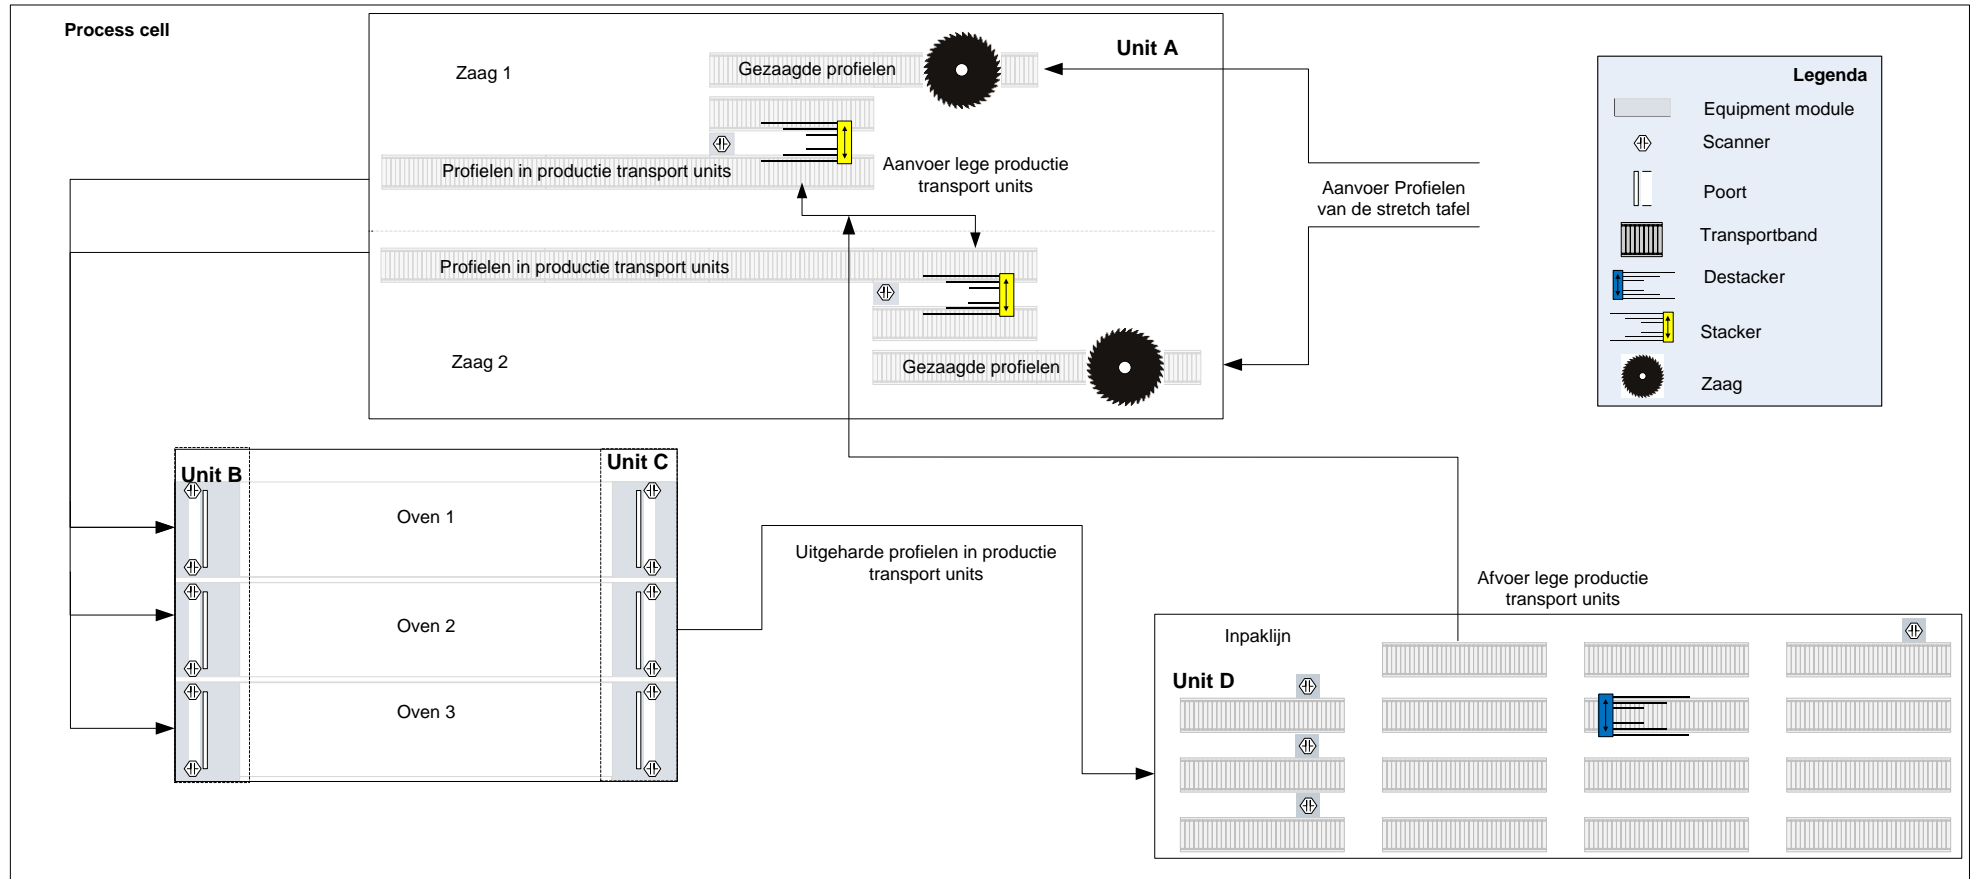 Process cell
Unit A
Zaag 1
Gezaagde profielen
Profielen in productie transport units
Aanvoer lege productie
transport units
Aanvoer Profielen
van de stretch tafel
Profielen in productie transport units
Zaag 2
Gezaagde profielen
Legenda
Equipment module
Scanner
Poort
Transportband
Destacker
Stacker
Zaag
Unit B
Unit C
Oven 1
Oven 2
Oven 3
Uitgeharde profielen in productie
transport units
Afvoer lege productie
transport units
Inpaklijn
Unit D